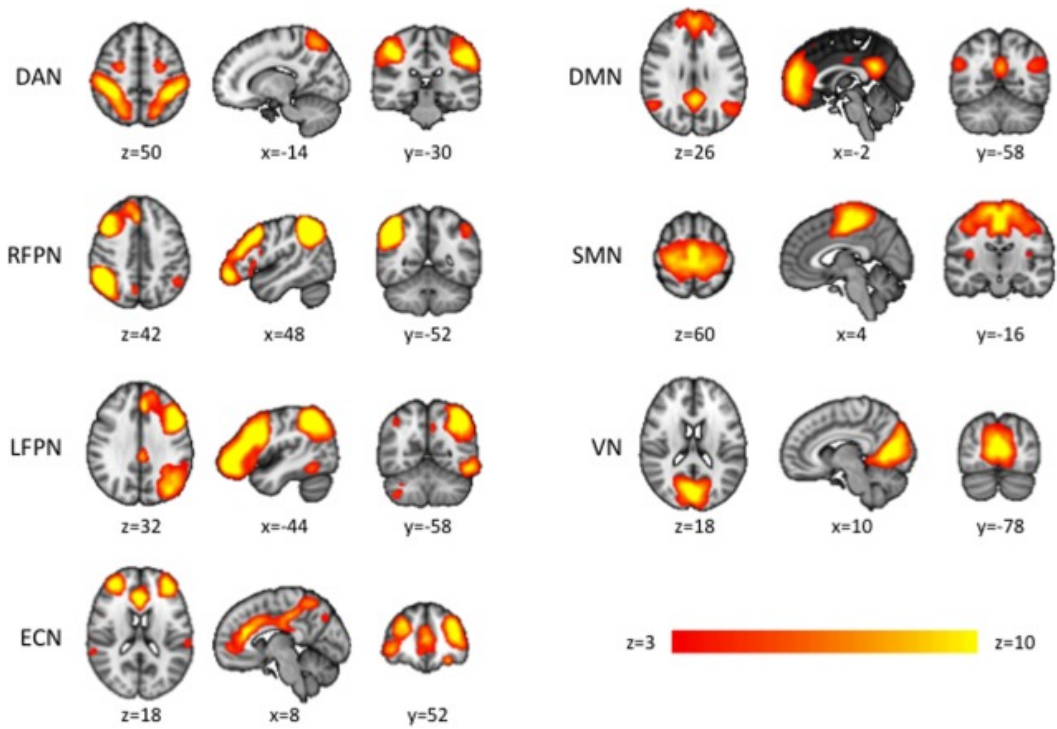 DAN
z=50 x=-14 y=-30
RFPN
z=42 x=48 y=-52
LFPN
z=32 x=-44 y=-58
ECN
z=18 x=8 y=52
DMN
z=26 x=-2 y=-58
SMN
z=60 x=4 y=-16
VN
z=18 x=10 y=-78
z=3 z=10